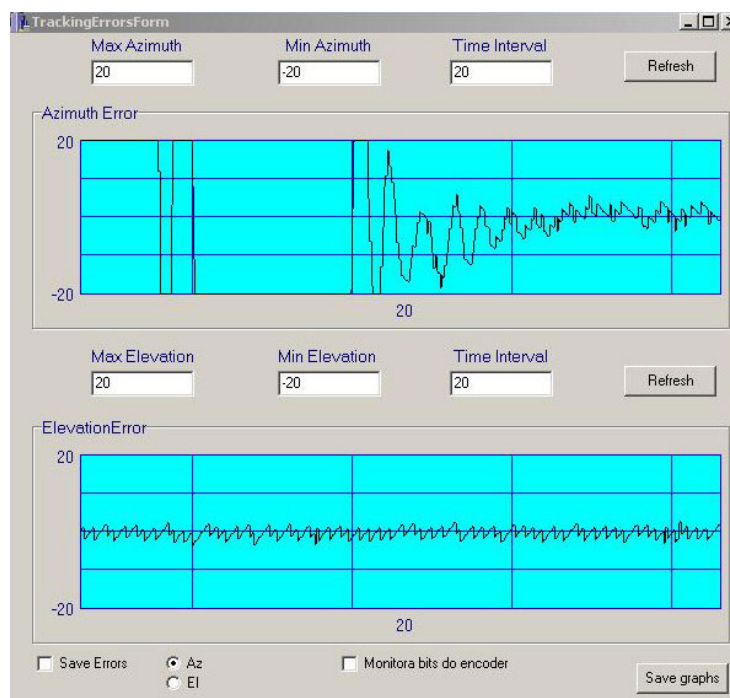 TrackingErrorsForm
Max Azimuth Min Azimuth Time Interval
20 -20 20 Refresh
Azimuth Error
20
-20
20
Max Elevation Min Elevation Time Interval
20 -20 20 Refresh
ElevationError
20
-20
20
Save Errors Az Monitora bits do encoder
El Save graphs